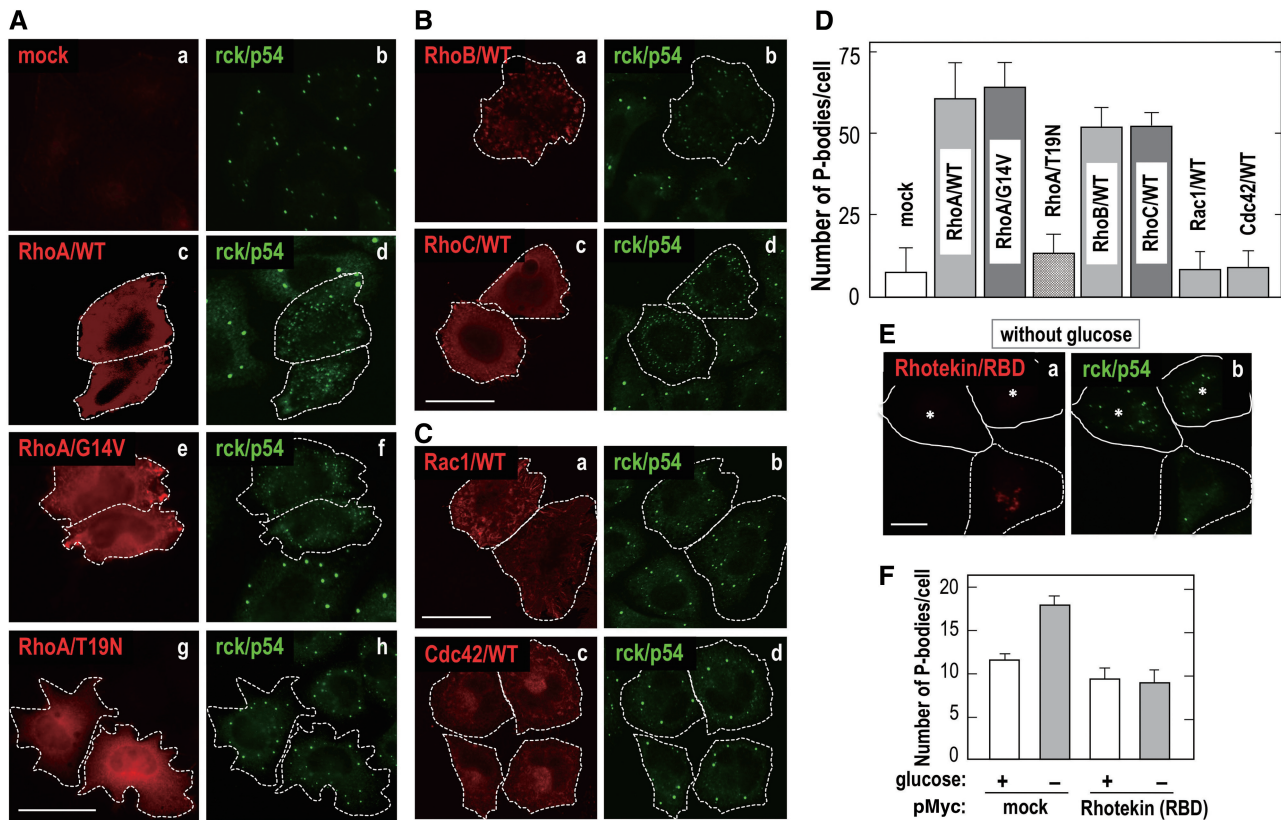 A
mock
a
rck/p54
b
RhoA/WT
c
rck/p54
d
RhoA/G14V
e
rck/p54
f
RhoA/T19N
g
rck/p54
h
B
RhoB/WT
a
rck/p54
b
RhoC/WT
c
rck/p54
d
C
Rac1/WT
a
rck/p54
b
Cdc42/WT
c
rck/p54
d
D
Number of P-bodies/cell
75
50
25
0
mock
RhoA/WT
RhoA/G14V
RhoA/T19N
RhoB/WT
RhoC/WT
Rac1/WT
Cdc42/WT
E
without glucose
Rhotekin/RBD
a
rck/p54
b
*
*
*
*
F
Number of P-bodies/cell
20
15
10
5
0
glucose: + – + –
pMyc: mock Rhotekin (RBD)